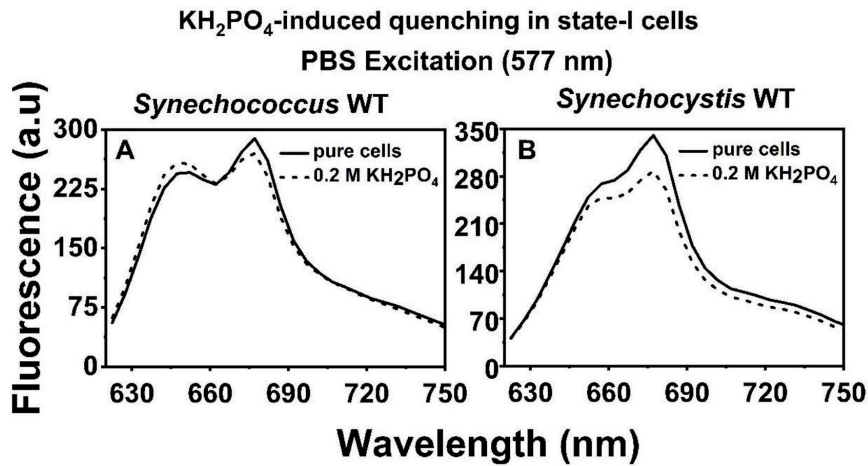 KH₂PO₄-induced quenching in state-I cells
PBS Excitation (577 nm)
Synechococcus WT
Synechocystis WT
Fluorescence (a.u)
300
225
150
75
0
A
pure cells
0.2 M KH₂PO₄
630 660 690 720 750
350
280
210
140
70
0
B
pure cells
0.2 M KH₂PO₄
630 660 690 720 750
Wavelength (nm)